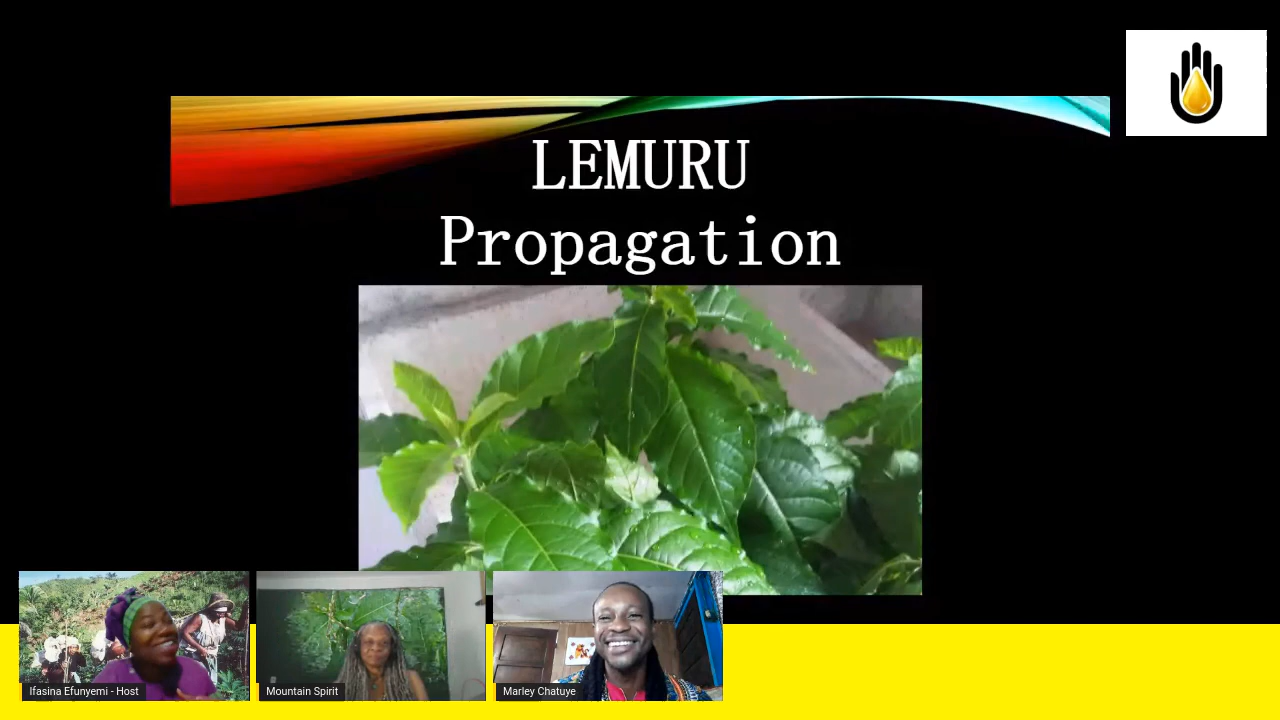 LEMURU
Propagation
Ifasina Efunyemi - Host
Mountain Spirit
Marley Chatuye